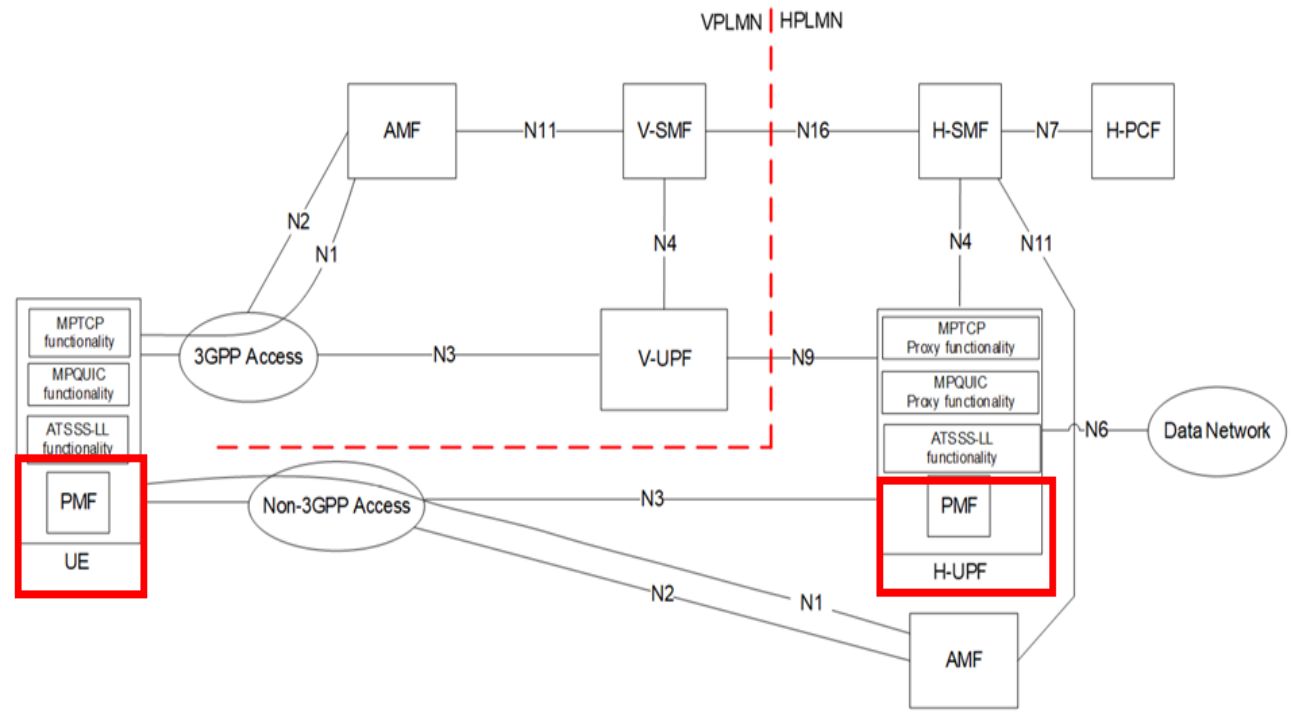 VPLMN HPLMN
AMF
N11
V-SMF
N16
H-SMF
N7
H-PCF
N2
N1
N4
N4
N11
MPTCP
functionality
MPQUIC
functionality
ATSSS-LL
functionality
PMF
UE
3GPP Access
N3
V-UPF
N9
MPTCP
Proxy functionality
MPQUIC
Proxy functionality
ATSSS-LL
functionality
PMF
H-UPF
N6
Data Network
Non-3GPP Access
N3
N2
N1
AMF